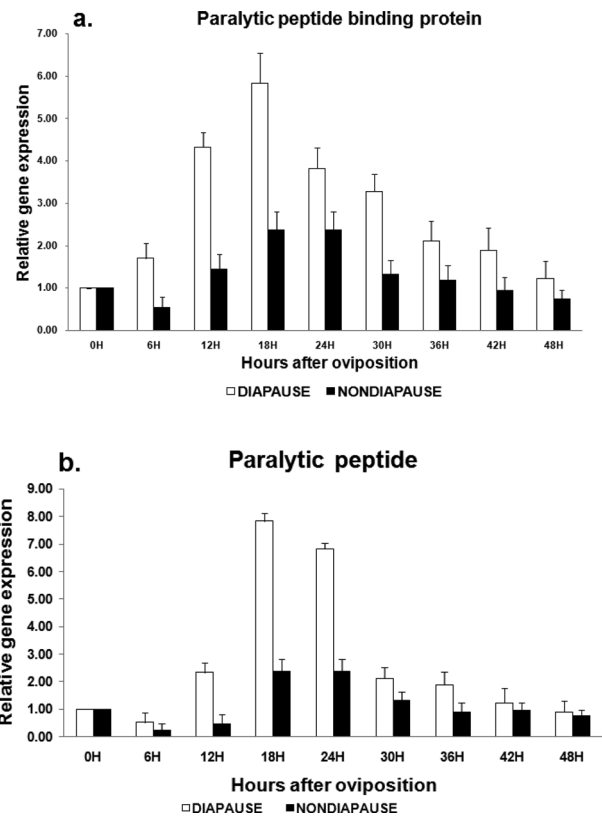 a. Paralytic peptide binding protein
Relative gene expression
7.00
6.00
5.00
4.00
3.00
2.00
1.00
0.00
0H 6H 12H 18H 24H 30H 36H 42H 48H
Hours after oviposition
DIAPAUSE NONDIAPAUSE
b. Paralytic peptide
Relative gene expression
9.00
8.00
7.00
6.00
5.00
4.00
3.00
2.00
1.00
0.00
0H 6H 12H 18H 24H 30H 36H 42H 48H
Hours after oviposition
DIAPAUSE NONDIAPAUSE